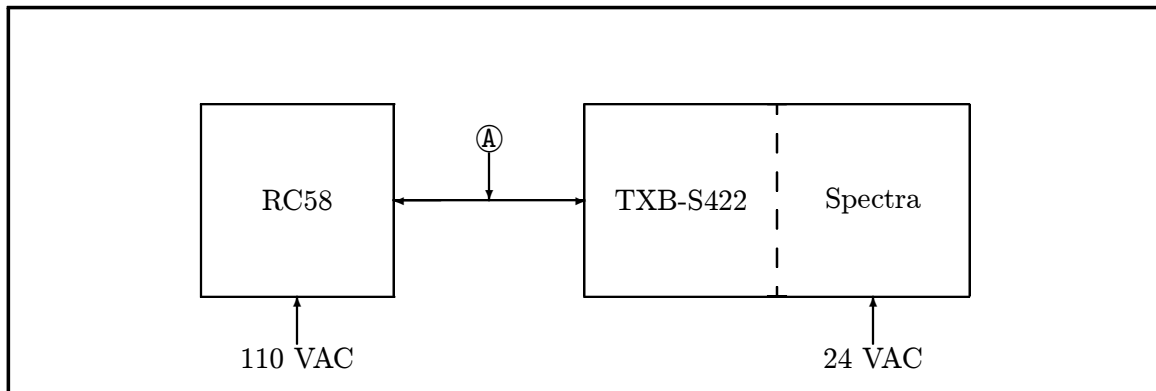 Ⓐ
RC58
TXB-S422
Spectra
110 VAC
24 VAC